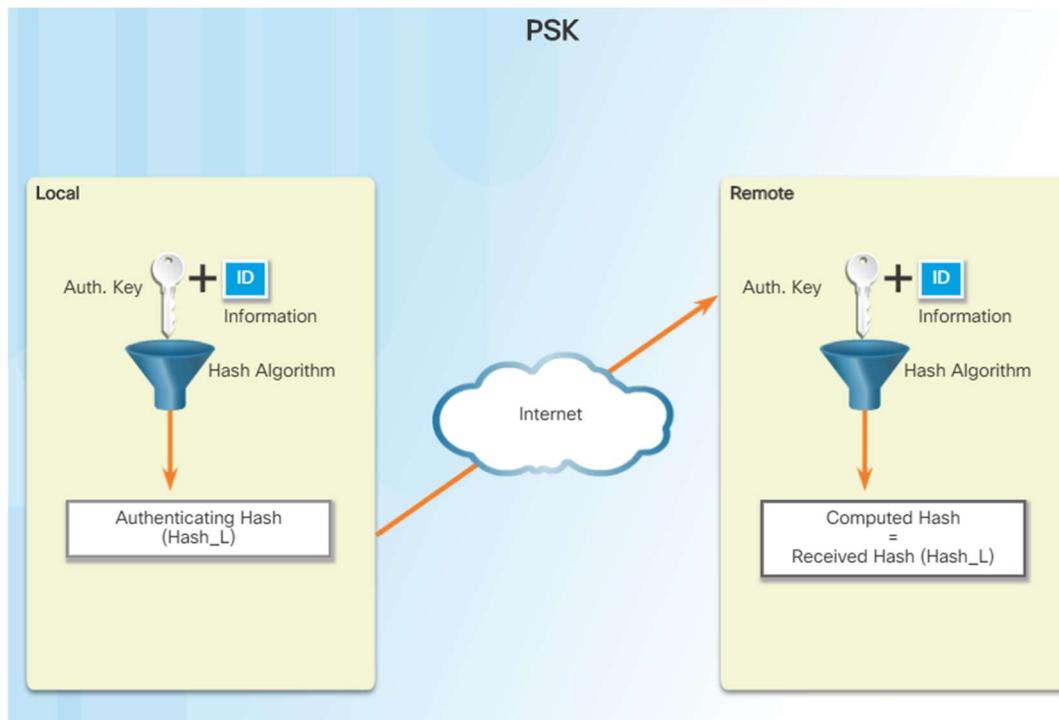 PSK
Local
Auth. Key
ID
Information
Hash Algorithm
Authenticating Hash
(Hash_L)
Internet
Remote
Auth. Key
ID
Information
Hash Algorithm
Computed Hash
=
Received Hash (Hash_L)